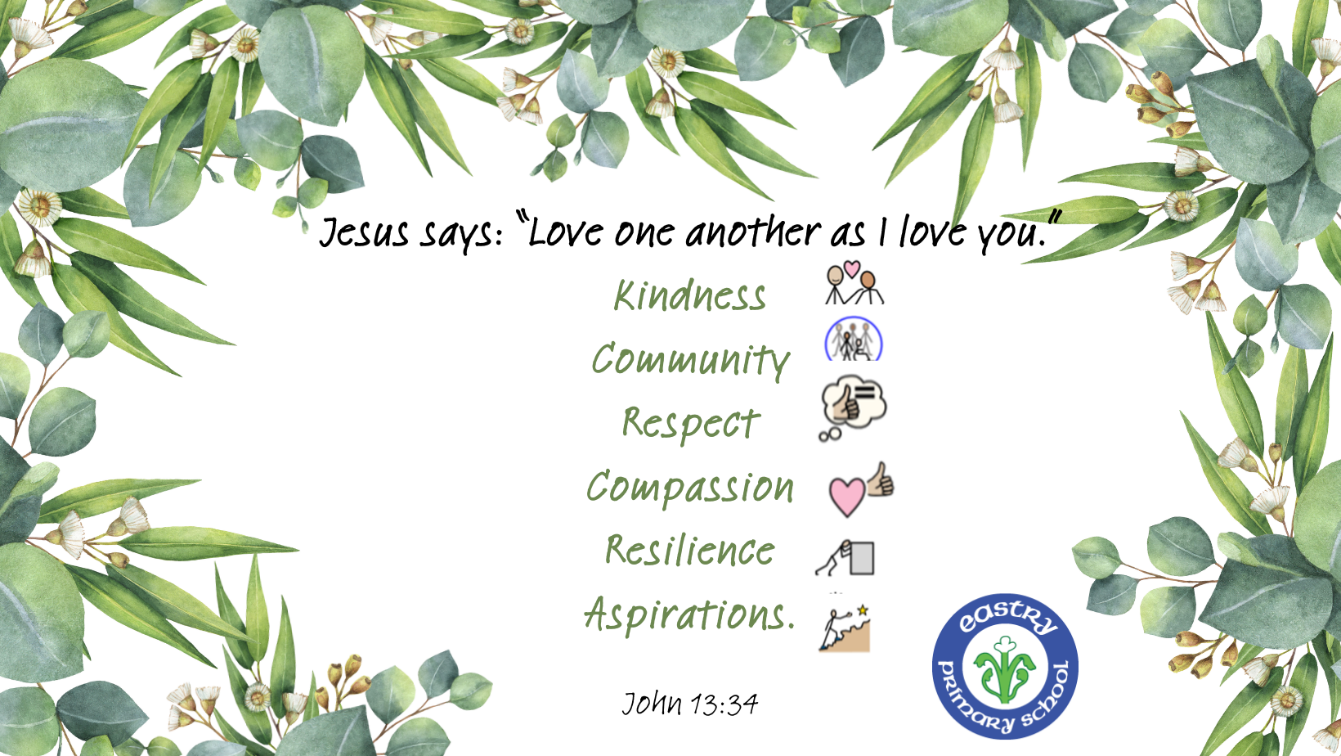 Jesus says: “Love one another as I love you.”
Kindness
Community
Respect
Compassion
Resilience
Aspirations.
John 13:34
eastry
primary school